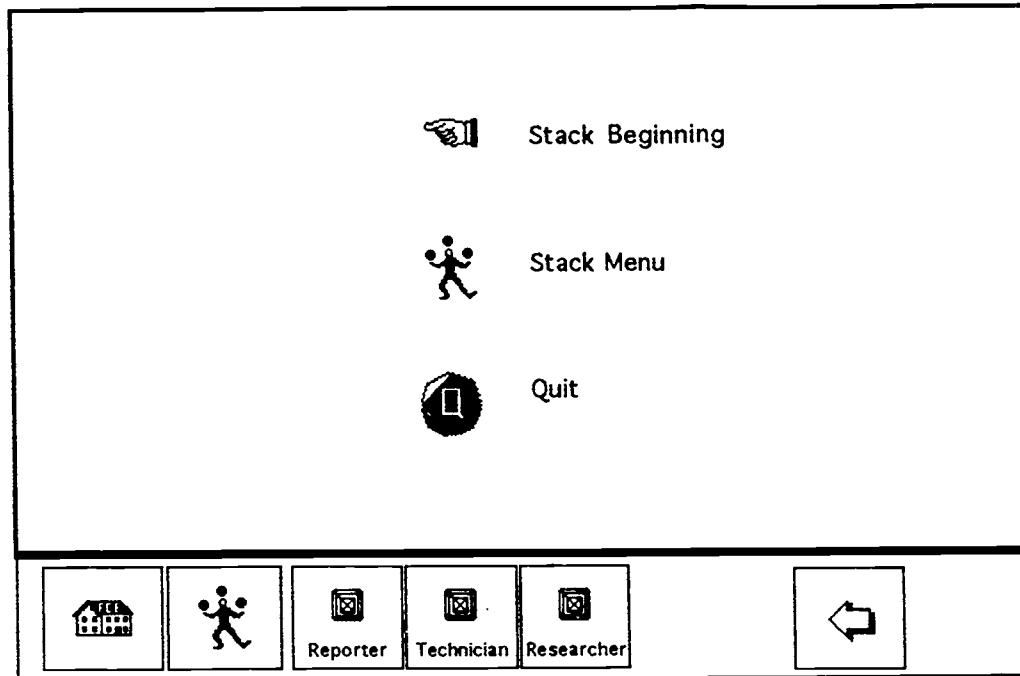 Stack Beginning
Stack Menu
Quit
Reporter
Technician
Researcher